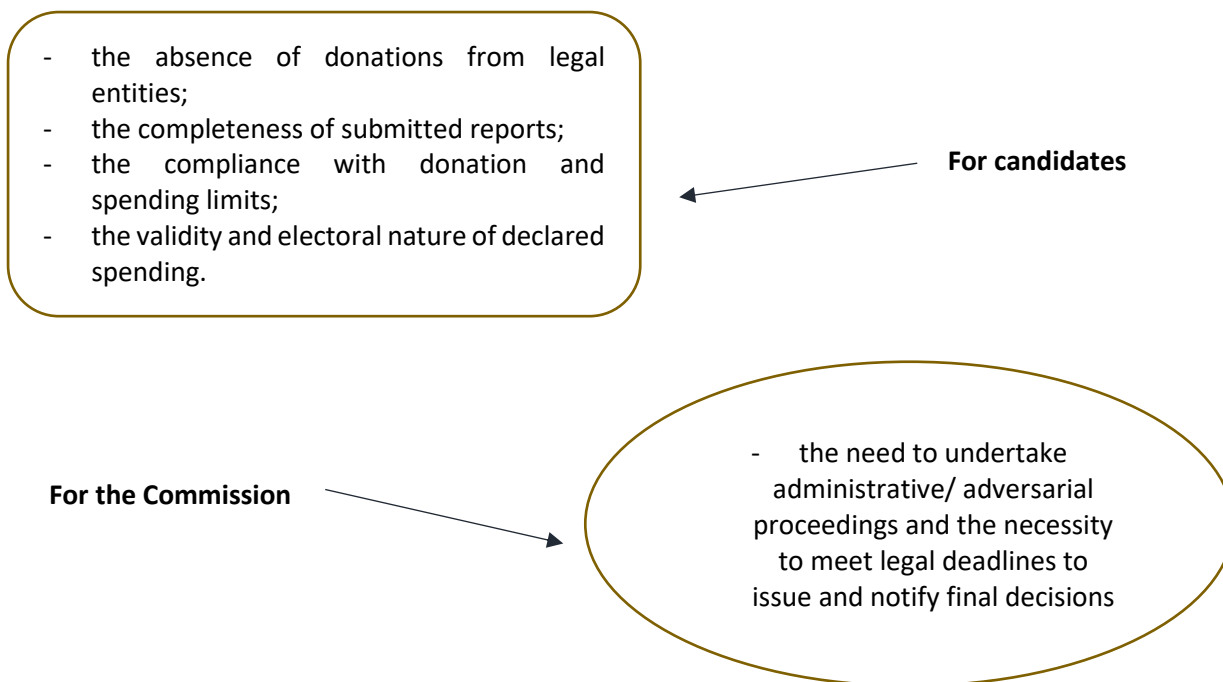 - the absence of donations from legal
entities;
- the completeness of submitted reports;
- the compliance with donation and
spending limits;
- the validity and electoral nature of declared
spending.
For candidates
For the Commission
- the need to undertake
administrative/ adversarial
proceedings and the necessity
to meet legal deadlines to
issue and notify final decisions